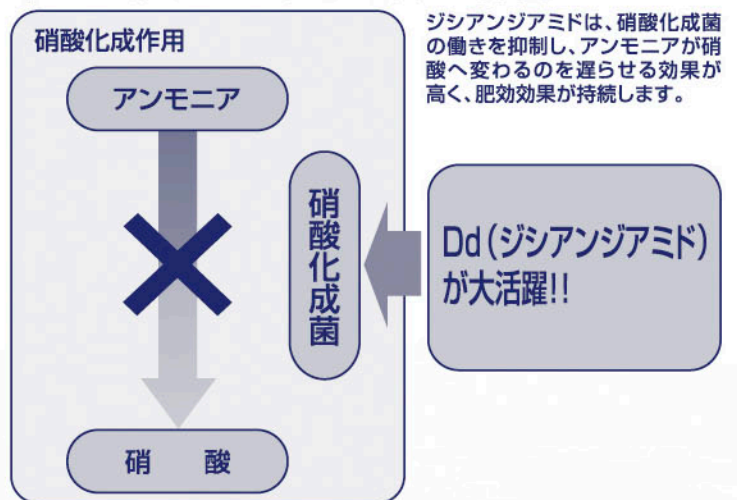 硝酸化成作用
アンモニア
硝酸化成菌
硝　酸
ジシアンジアミドは、硝酸化成菌
の働きを抑制し、アンモニアが硝
酸へ変わるのを遅らせる効果が
高く、肥効効果が持続します。
Dd（ジシアンジアミド）
が大活躍!!